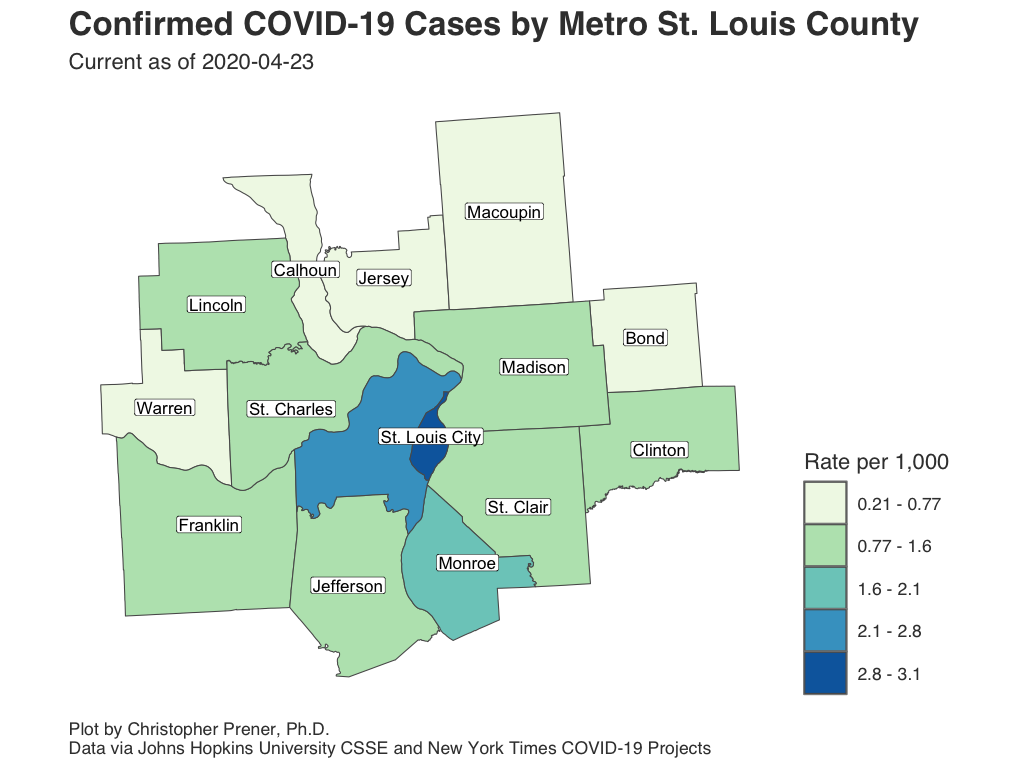 Confirmed COVID-19 Cases by Metro St. Louis County
Current as of 2020-04-23
Macoupin
Calhoun
Jersey
Lincoln
Bond
Madison
Warren
St. Charles
St. Louis City
Clinton
Franklin
St. Clair
Monroe
Jefferson
Rate per 1,000
0.21 - 0.77
0.77 - 1.6
1.6 - 2.1
2.1 - 2.8
2.8 - 3.1
Plot by Christopher Prener, Ph.D.
Data via Johns Hopkins University CSSE and New York Times COVID-19 Projects